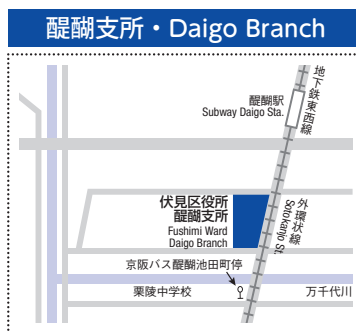 醍醐支所・Daigo Branch
地下鉄東西線
醍醐駅
Subway Daigo Sta.
伏見区役所
醍醐支所
Fushimi Ward
Daigo Branch
外環状線
Sotokanjo St.
京阪バス醍醐池田町停
栗陵中学校
万千代川